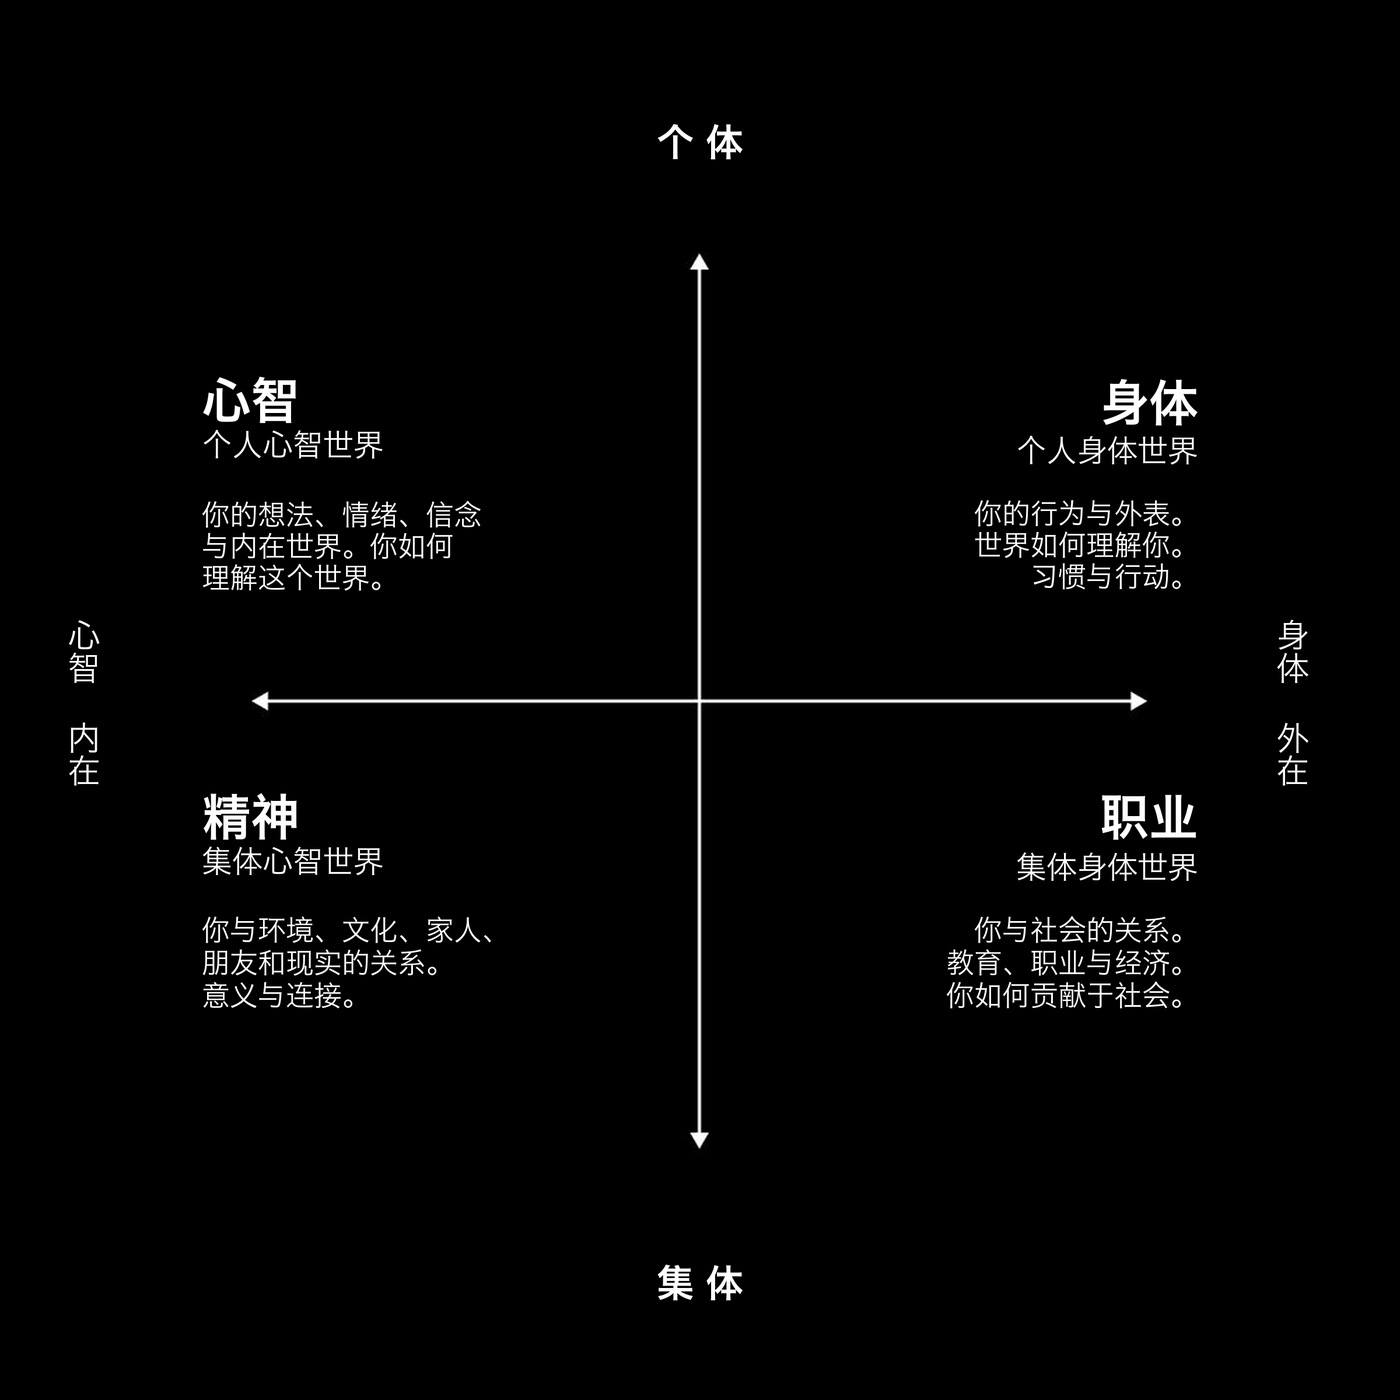 个 体
心智
个人心智世界
你的想法、情绪、信念
与内在世界。你如何
理解这个世界。
身体
个人身体世界
你的行为与外表。
世界如何理解你。
习惯与行动。
心智 内在
身体 外在
精神
集体心智世界
你与环境、文化、家人、
朋友和现实的关系。
意义与连接。
职业
集体身体世界
你与社会的关系。
教育、职业与经济。
你如何贡献于社会。
集 体